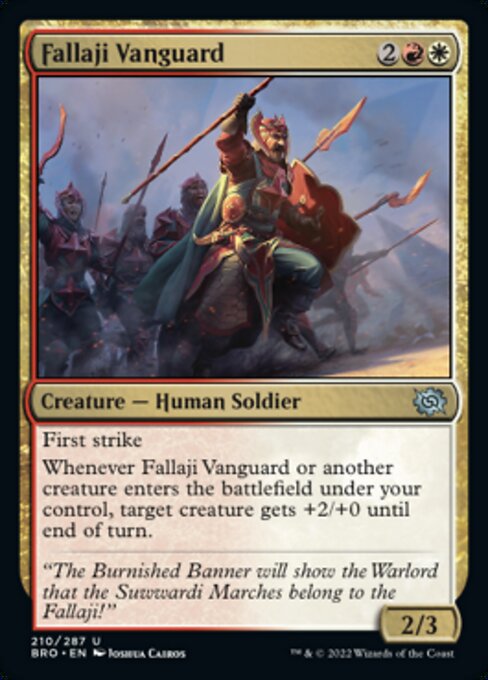 Fallaji Vanguard 2
Creature — Human Soldier
First strike
Whenever Fallaji Vanguard or another
creature enters the battlefield under your
control, target creature gets +2/+0 until
end of turn.
“The Burnished Banner will show the Warlord
that the Suwwardi Marches belong to the
Fallaji!”
2/3
210/287 U
BRO • EN Joshua Cairos ™ & © 2022 Wizards of the Coast